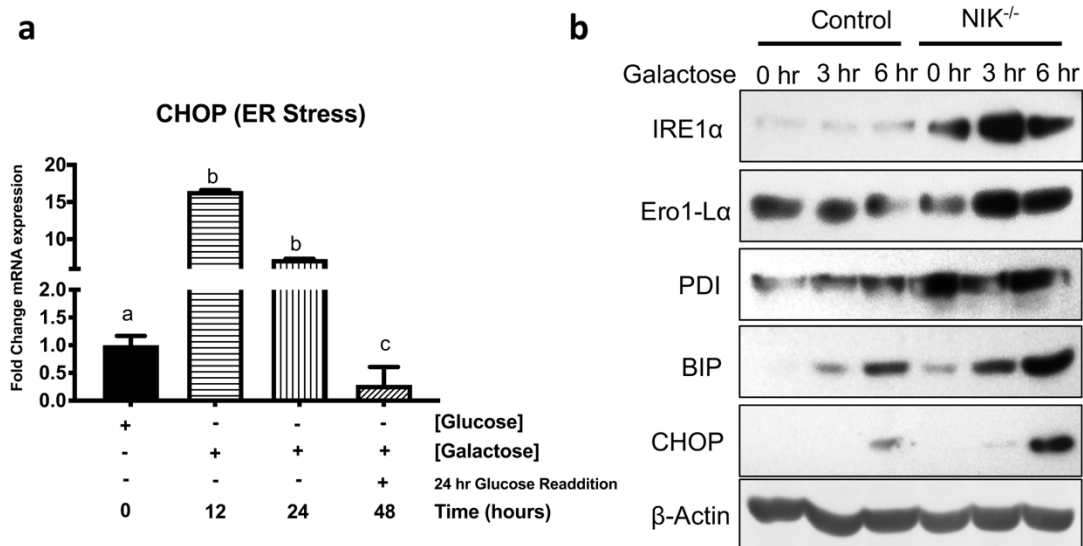 a
CHOP (ER Stress)
Fold Change mRNA expression
20
15
10
2.0
1.5
1.0
0.5
0.0
a
b
b
c
+ - - - [Glucose]
- + + + [Galactose]
- - - + 24 hr Glucose Readdition
0 12 24 48 Time (hours)
b
Control NIK-/-
Galactose 0 hr 3 hr 6 hr 0 hr 3 hr 6 hr
IRE1α
Ero1-Lα
PDI
BIP
CHOP
β-Actin